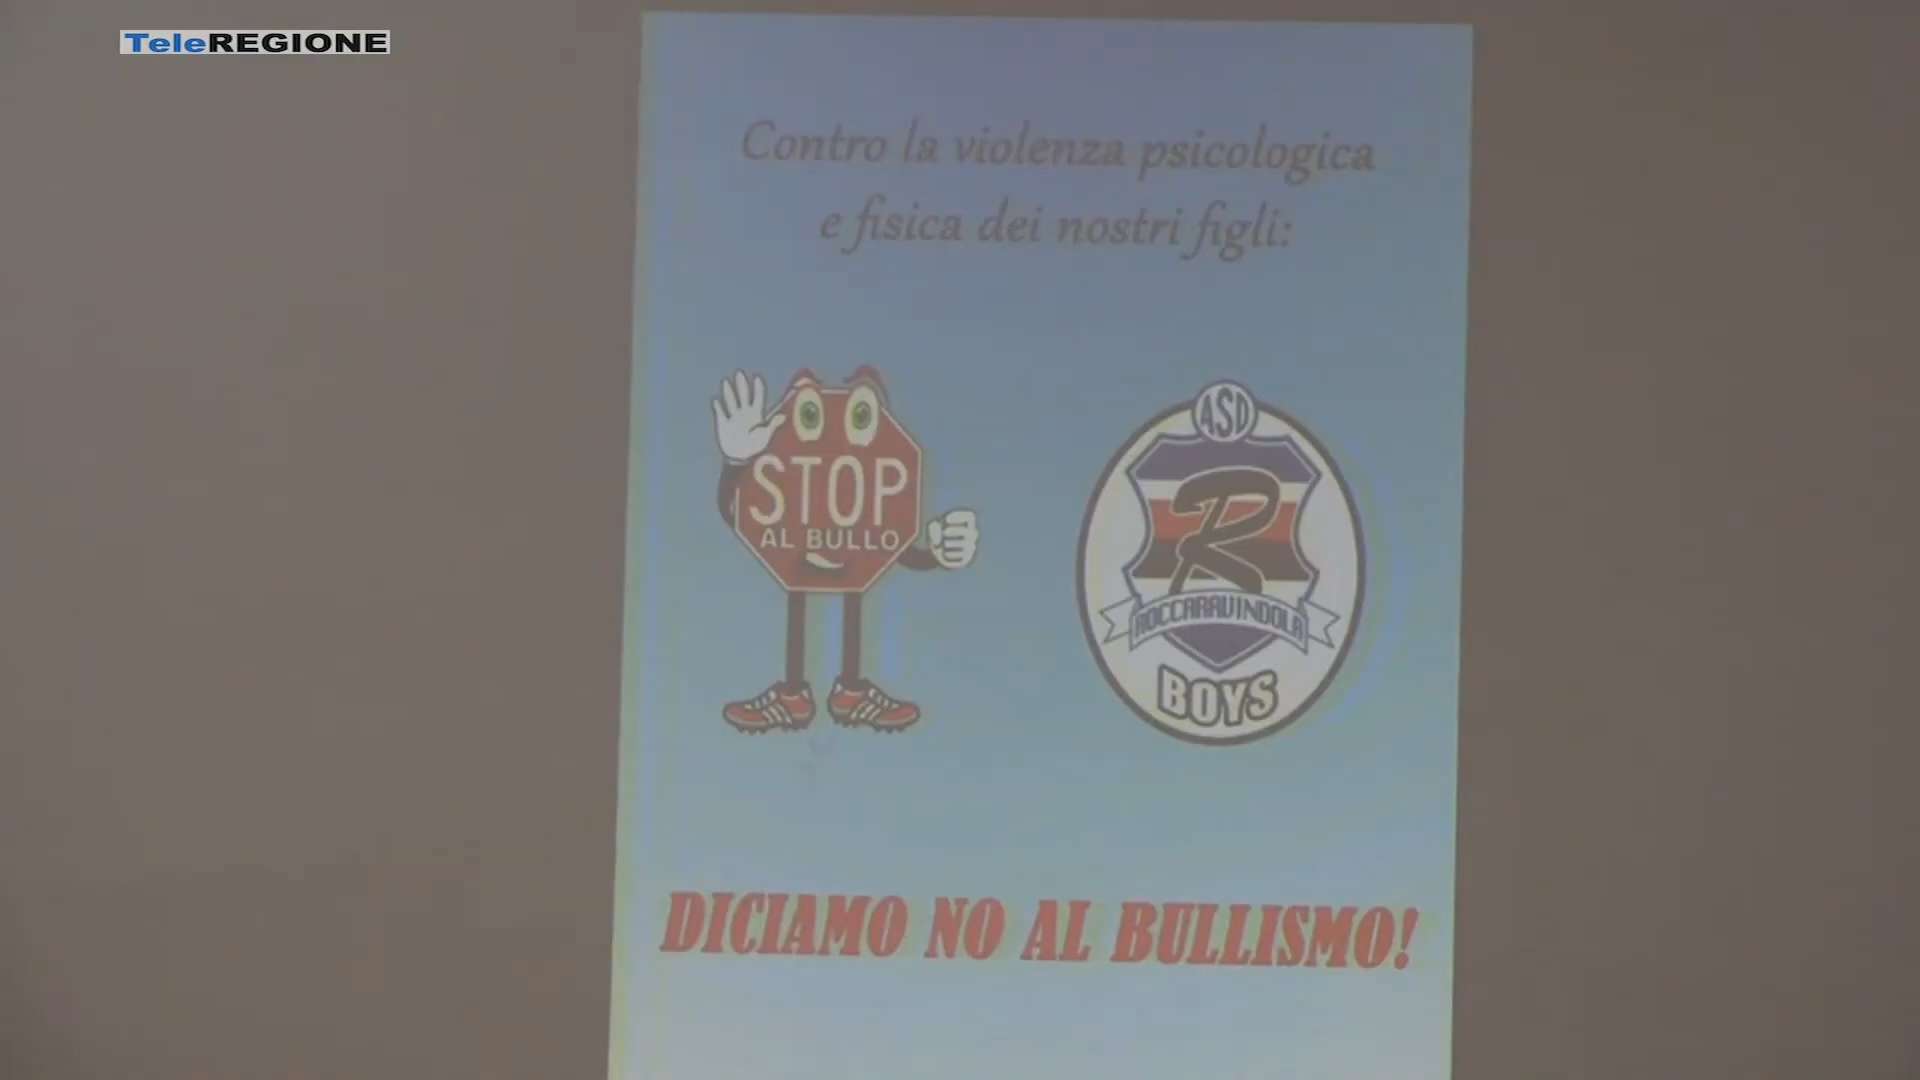 TeleREGIONE
Contro la violenza psicologica
e fisica dei nostri figli:
STOP
AL BULLO
ASD
R
ROCCARAVINDOLA
BOYS
DICIAMO NO AL BULLISMO!